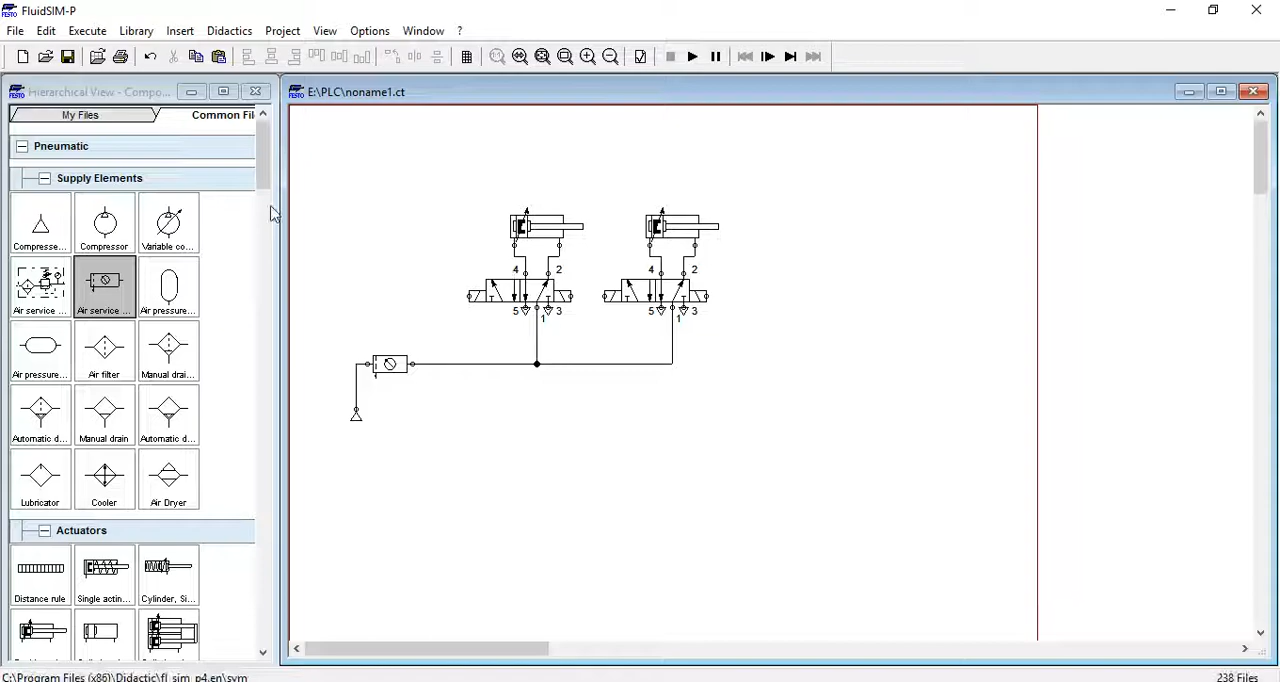 FluidSIM-P
File Edit Execute Library Insert Didactics Project View Options Window ?
FESTO Hierarchical View - Compo...
FESTO E:\PLC\noname1.ct
My Files Common Fil
Pneumatic
Supply Elements
Compresse... Compressor Variable co...
Air service ... Air service ... Air pressure...
Air pressure... Air filter Manual drai...
Automatic d... Manual drain Automatic d...
Lubricator Cooler Air Dryer
Actuators
Distance rule Single actin... Cylinder, Si...
4 2 4 2
5 1 3 5 1 3
C:\Program Files (x86)\Didactic\fl_sim_p4.en\sym 238 Files